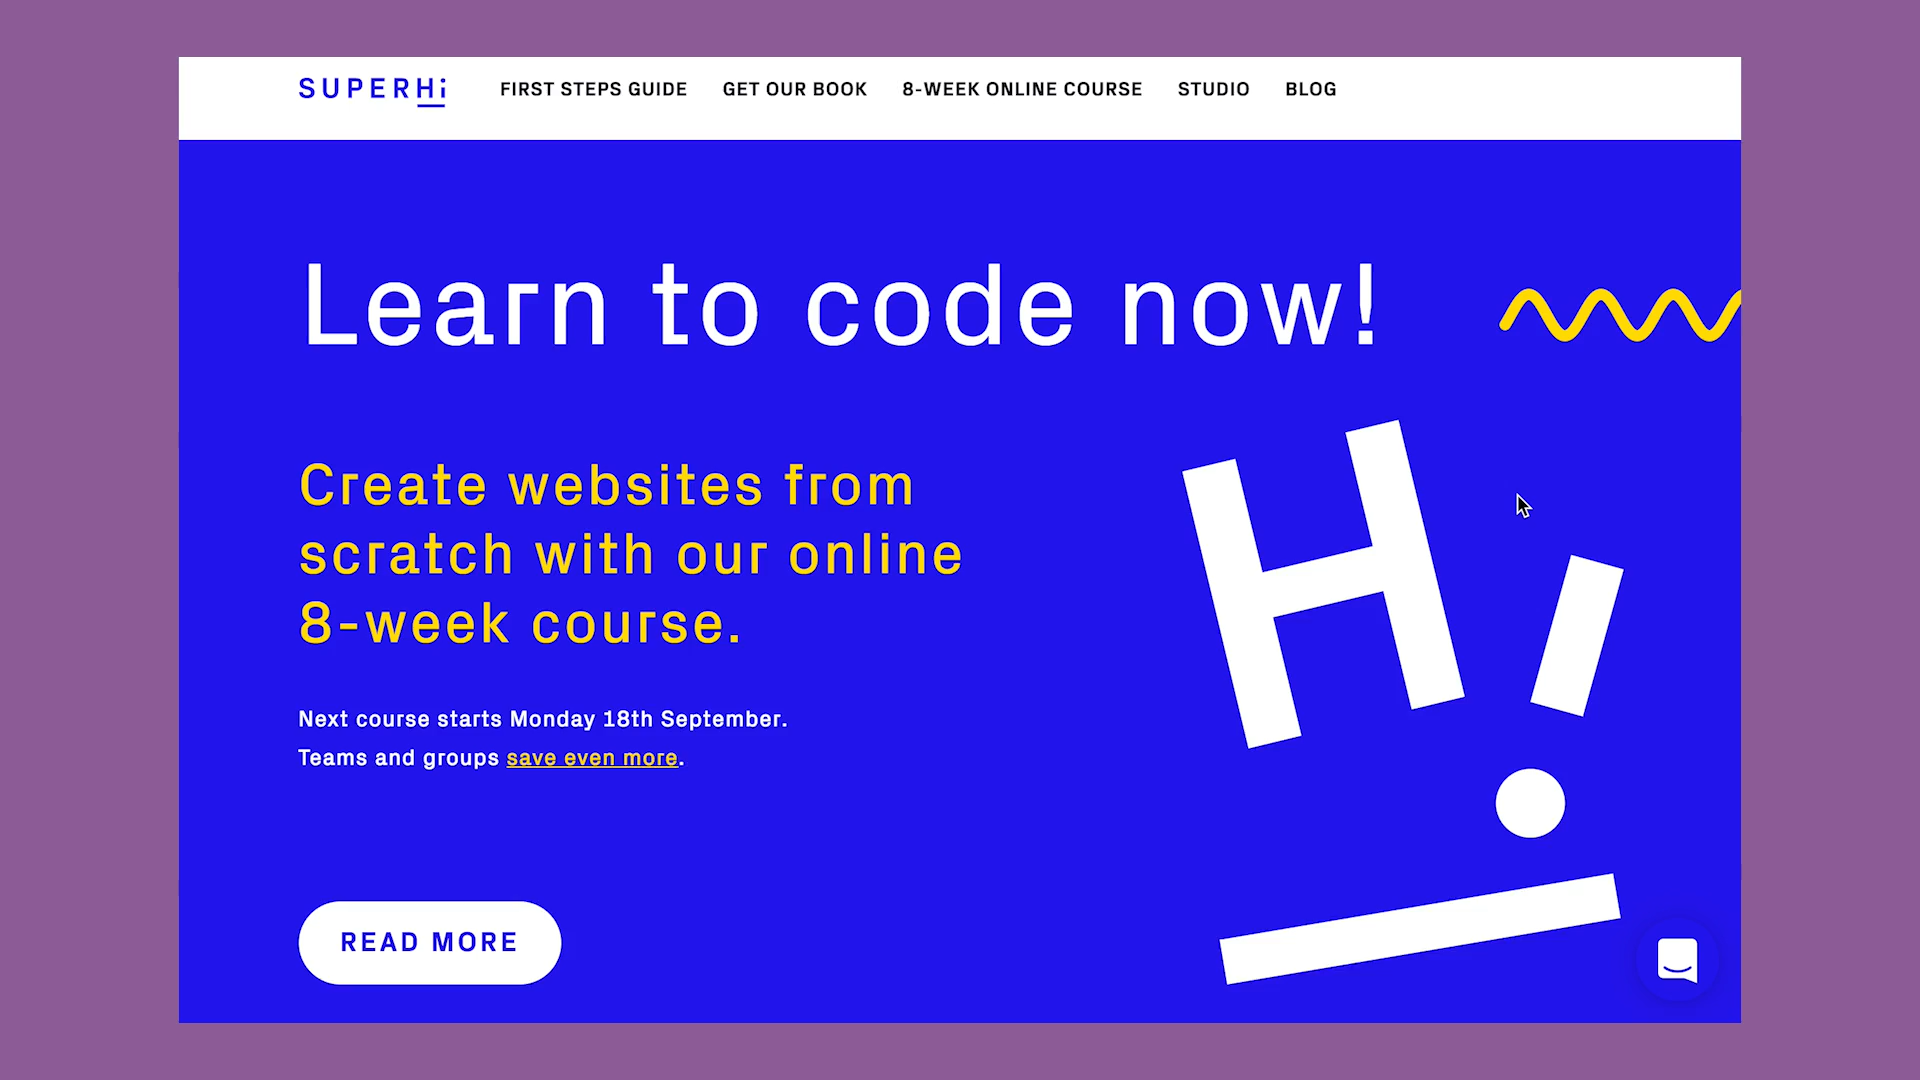 SUPERHi
FIRST STEPS GUIDE
GET OUR BOOK
8-WEEK ONLINE COURSE
STUDIO
BLOG
Learn to code now!
Create websites from
scratch with our online
8-week course.
Next course starts Monday 18th September.
Teams and groups save even more.
Hi
READ MORE